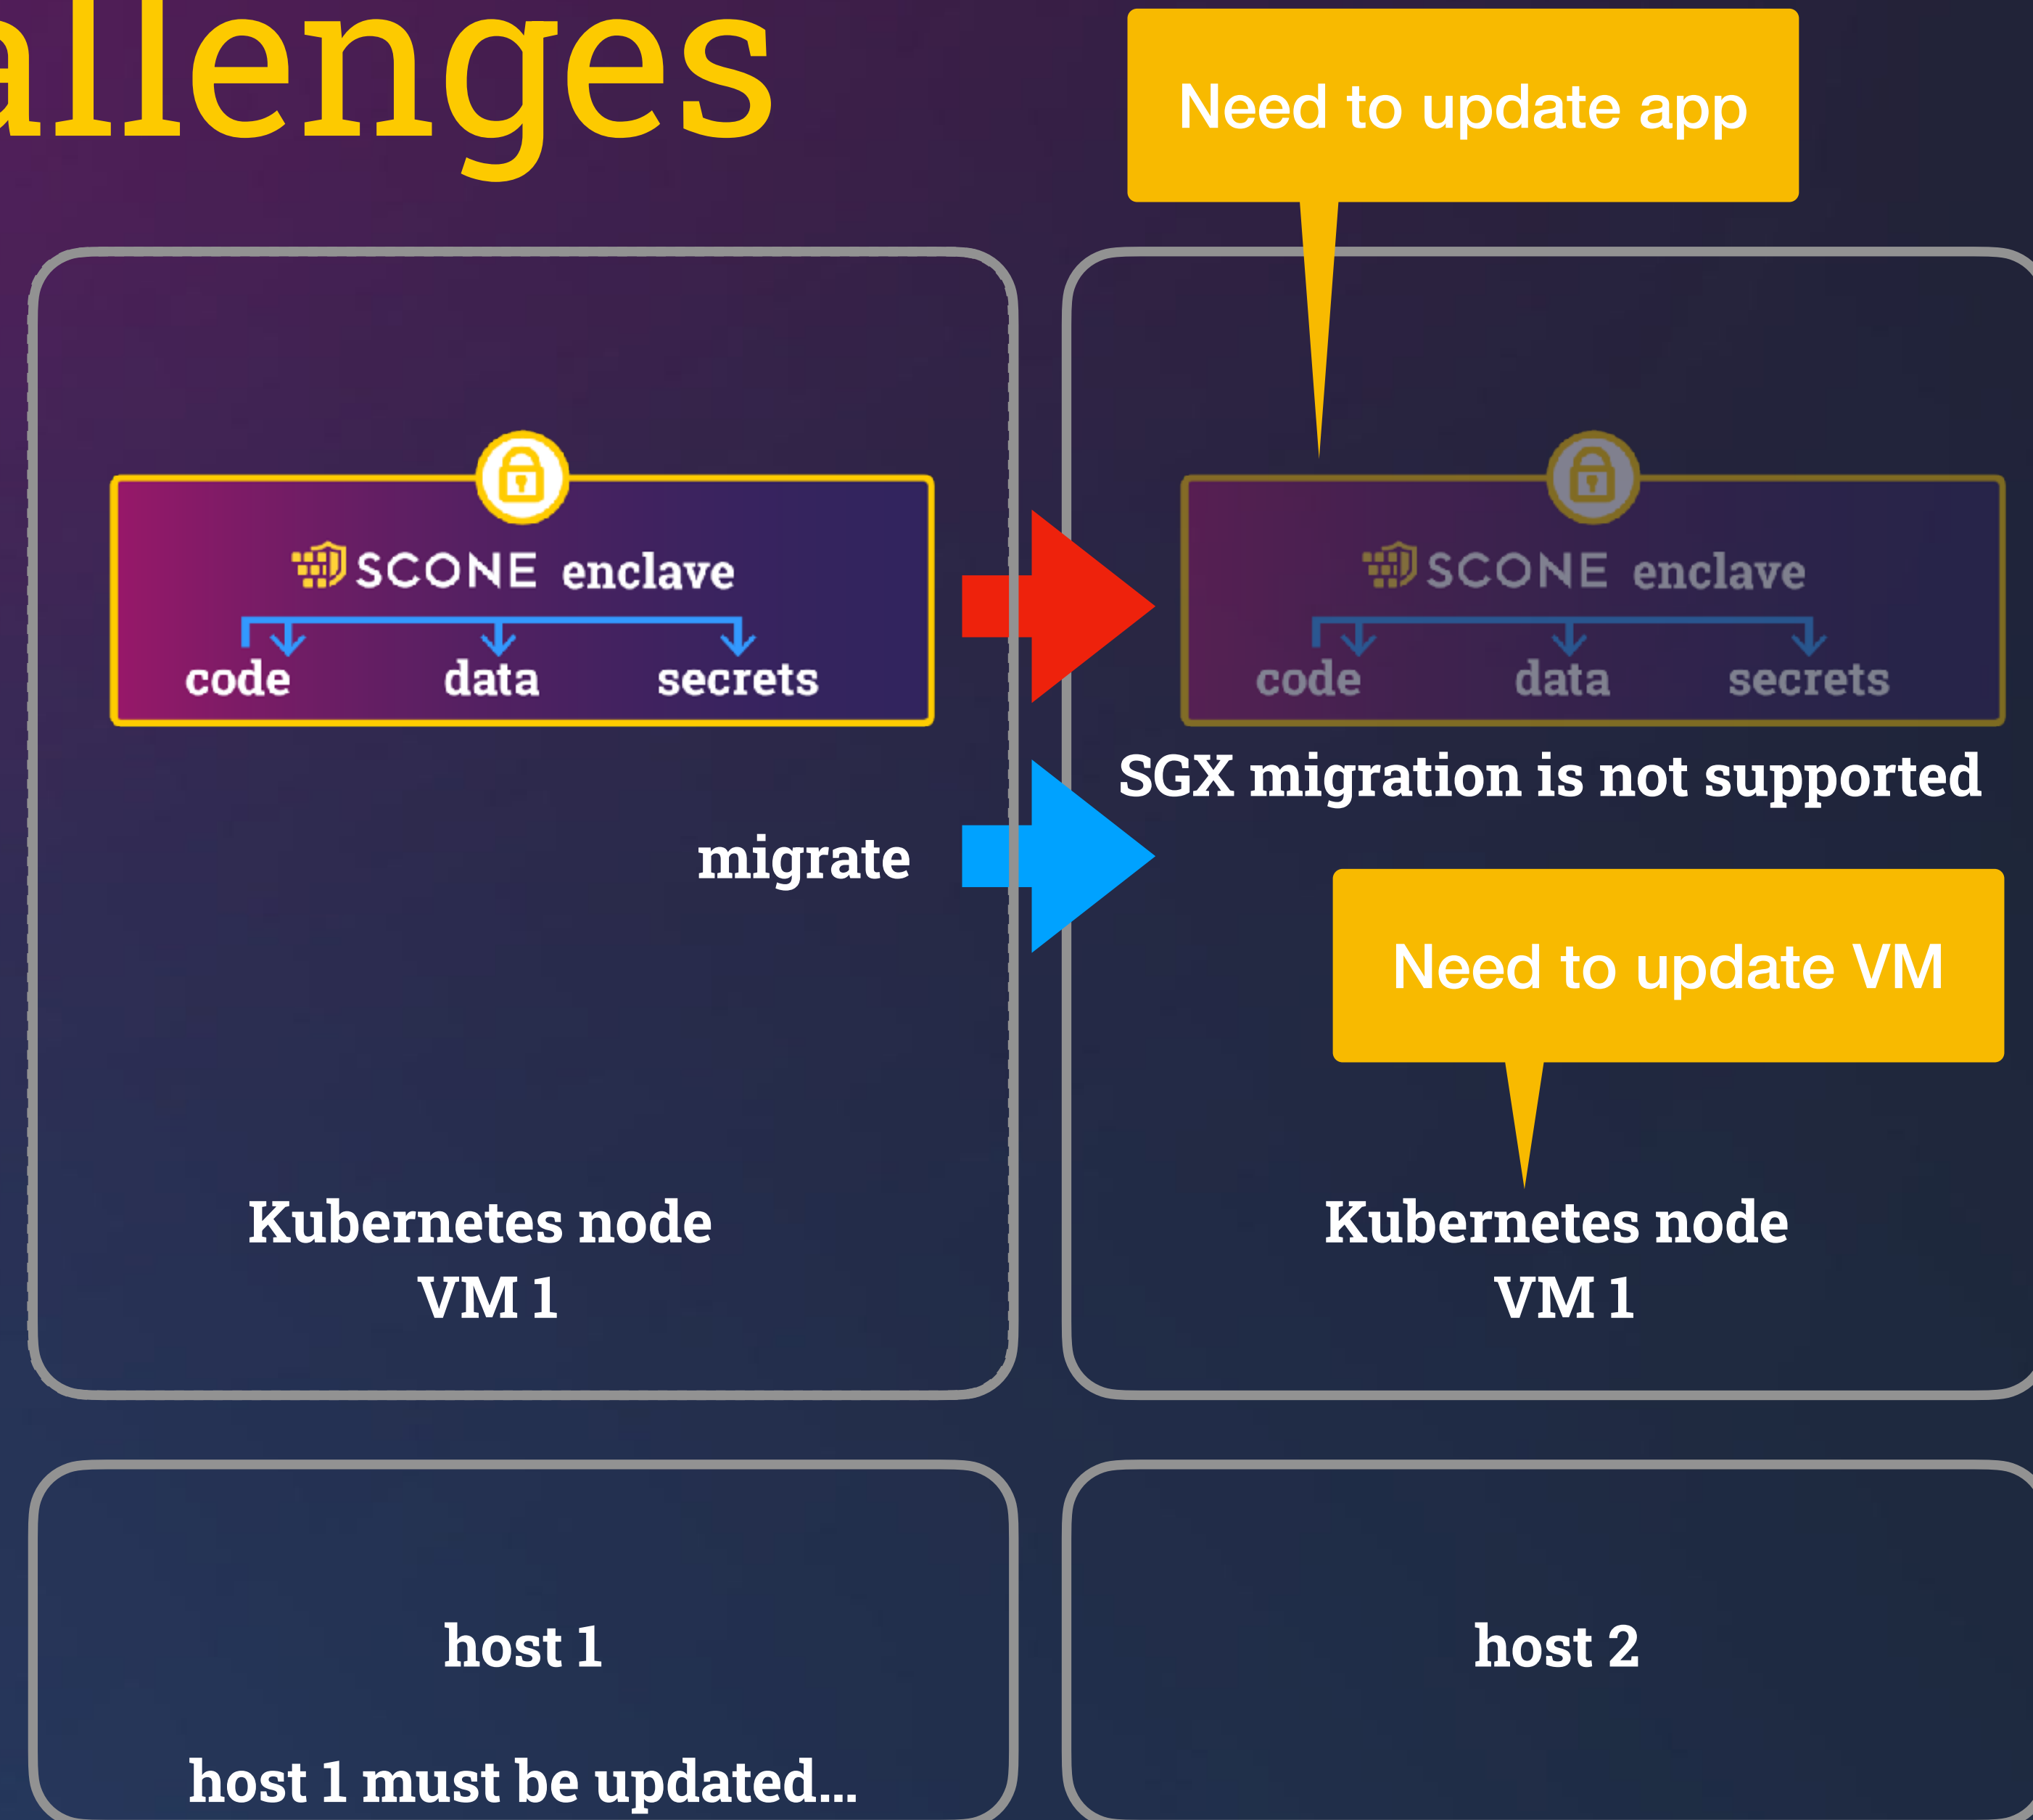 allenges
Need to update app
SCONE enclave
code data secrets
SCONE enclave
code data secrets
SGX migration is not supported
migrate
Need to update VM
Kubernetes node
VM 1
Kubernetes node
VM 1
host 1
host 2
host 1 must be updated...